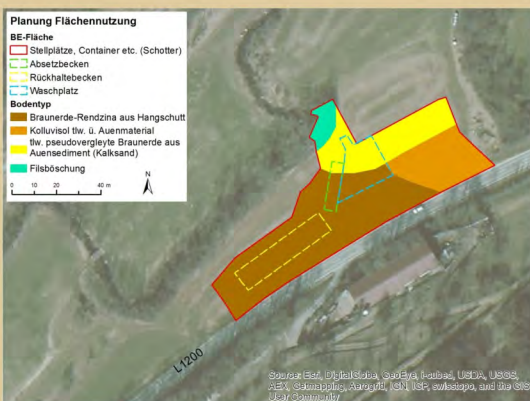 Planung Flächennutzung
BE-Fläche
Stellplätze, Container etc. (Schotter)
Absetzbecken
Rückhaltebecken
Waschplatz
Bodentyp
Braunerde-Rendzina aus Hangschutt
Kolluvisol tlw. ü. Auenmaterial
tlw. pseudovergleyte Braunerde aus
Auensediment (Kalksand)
Filsböschung
0 10 20 40 m
N
L1200
Source: Esri, DigitalGlobe, GeoEye, i-cubed, USDA, USGS,
AEX, Getmapping, Aerogrid, IGN, IGP, swisstopo, and the GIS
User Community